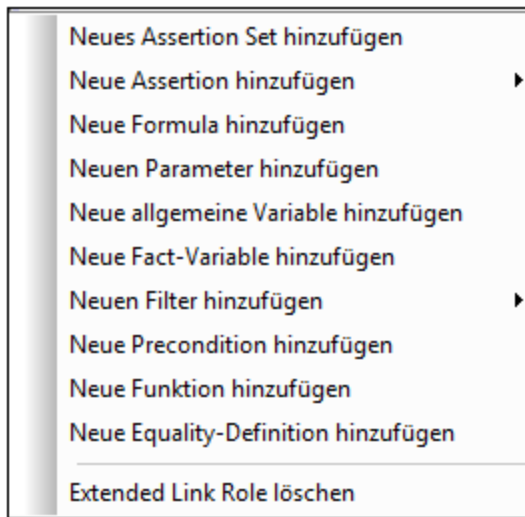 Neues Assertion Set hinzufügen
Neue Assertion hinzufügen
Neue Formula hinzufügen
Neuen Parameter hinzufügen
Neue allgemeine Variable hinzufügen
Neue Fact-Variable hinzufügen
Neuen Filter hinzufügen
Neue Precondition hinzufügen
Neue Funktion hinzufügen
Neue Equality-Definition hinzufügen
Extended Link Role löschen